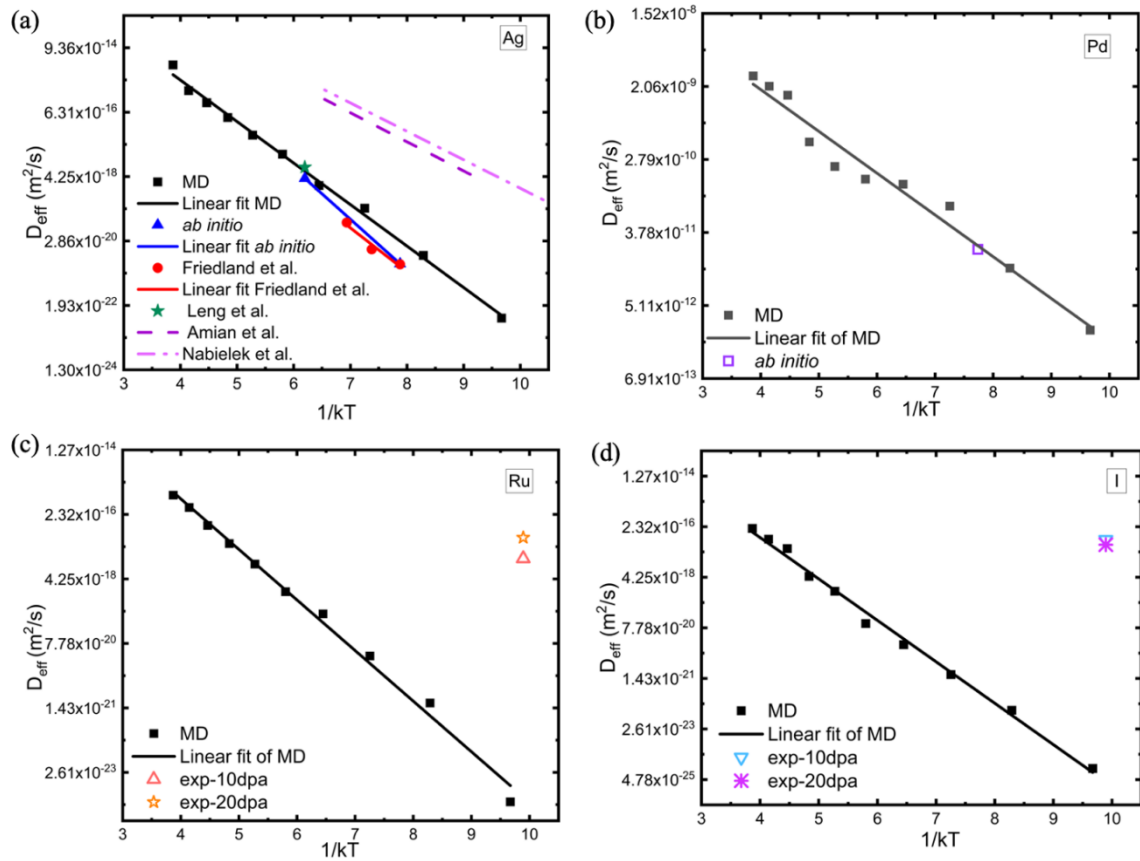 (a)
Ag
9.36x10⁻¹⁴
6.31x10⁻¹⁶
4.25x10⁻¹⁸
2.86x10⁻²⁰
1.93x10⁻²²
1.30x10⁻²⁴
D_eff (m²/s)
MD
Linear fit MD
ab initio
Linear fit ab initio
Friedland et al.
Linear fit Friedland et al.
Leng et al.
Amian et al.
Nabielek et al.
3 4 5 6 7 8 9 10
1/kT
(b)
Pd
1.52x10⁻⁸
2.06x10⁻⁹
2.79x10⁻¹⁰
3.78x10⁻¹¹
5.11x10⁻¹²
6.91x10⁻¹³
D_eff (m²/s)
MD
Linear fit of MD
ab initio
3 4 5 6 7 8 9 10
1/kT
(c)
Ru
1.27x10⁻¹⁴
2.32x10⁻¹⁶
4.25x10⁻¹⁸
7.78x10⁻²⁰
1.43x10⁻²¹
2.61x10⁻²³
D_eff (m²/s)
MD
Linear fit of MD
exp-10dpa
exp-20dpa
3 4 5 6 7 8 9 10
1/kT
(d)
I
1.27x10⁻¹⁴
2.32x10⁻¹⁶
4.25x10⁻¹⁸
7.78x10⁻²⁰
1.43x10⁻²¹
2.61x10⁻²³
4.78x10⁻²⁵
D_eff (m²/s)
MD
Linear fit of MD
exp-10dpa
exp-20dpa
3 4 5 6 7 8 9 10
1/kT